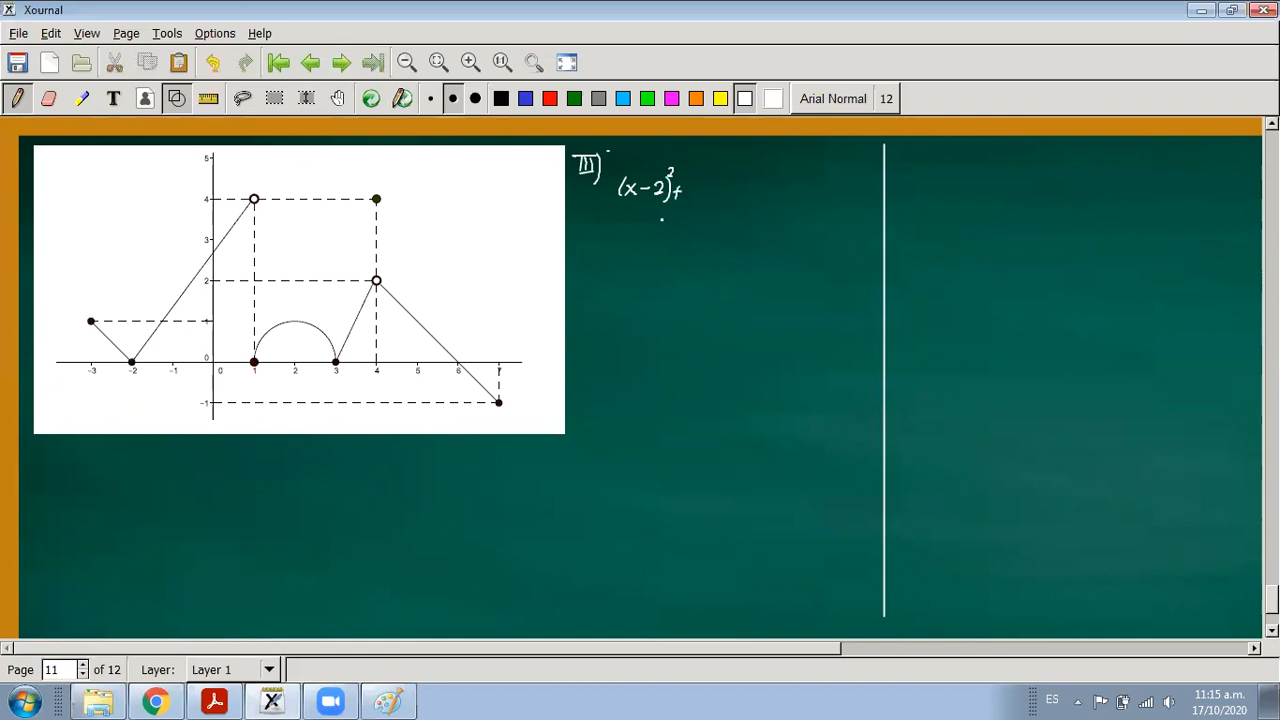 Xournal
File Edit View Page Tools Options Help
Arial Normal 12
III)
(x-2)²+
5
4
3
2
1
0
-1
-3 -2 -1 0 1 2 3 4 5 6 7
Page 11 of 12 Layer: Layer 1
ES 11:15 a.m.
17/10/2020